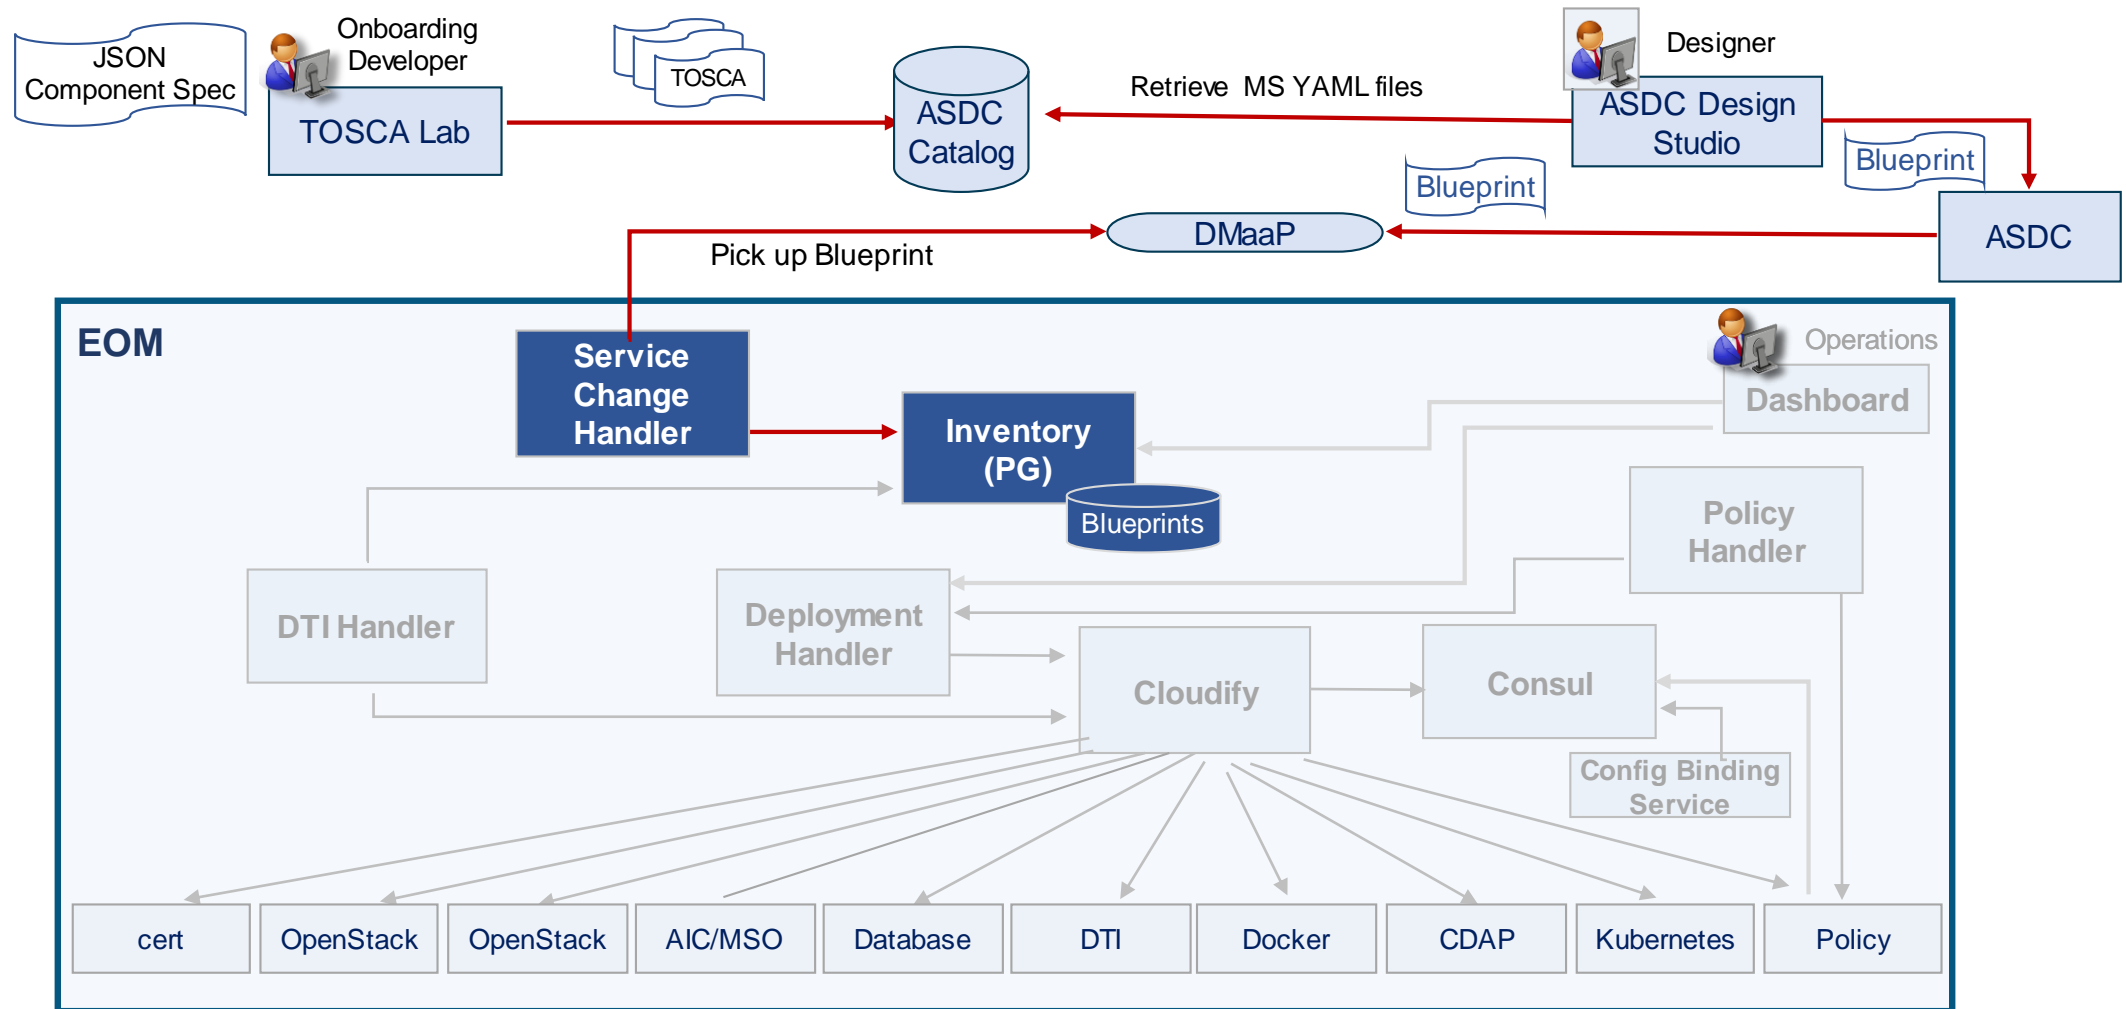 JSON
Component Spec
Onboarding
Developer
TOSCA Lab
TOSCA
ASDC
Catalog
Retrieve MS YAML files
Designer
ASDC Design
Studio
Blueprint
Blueprint
ASDC
DMaaP
Pick up Blueprint
EOM
Service
Change
Handler
Inventory
(PG)
Blueprints
Operations
Dashboard
Policy
Handler
DTI Handler
Deployment
Handler
Cloudify
Consul
Config Binding
Service
cert
OpenStack
OpenStack
AIC/MSO
Database
DTI
Docker
CDAP
Kubernetes
Policy